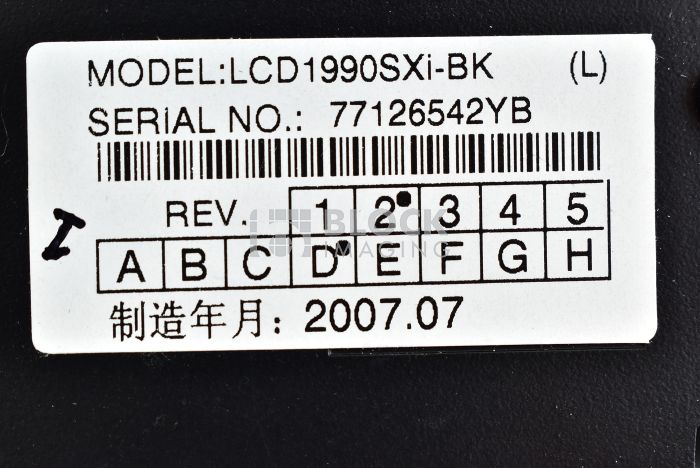 MODEL:LCD1990SXi-BK (L)
SERIAL NO.: 77126542YB
REV. 1 2 3 4 5
A B C D E F G H
制造年月: 2007.07
I
BLOCK
IMAGING